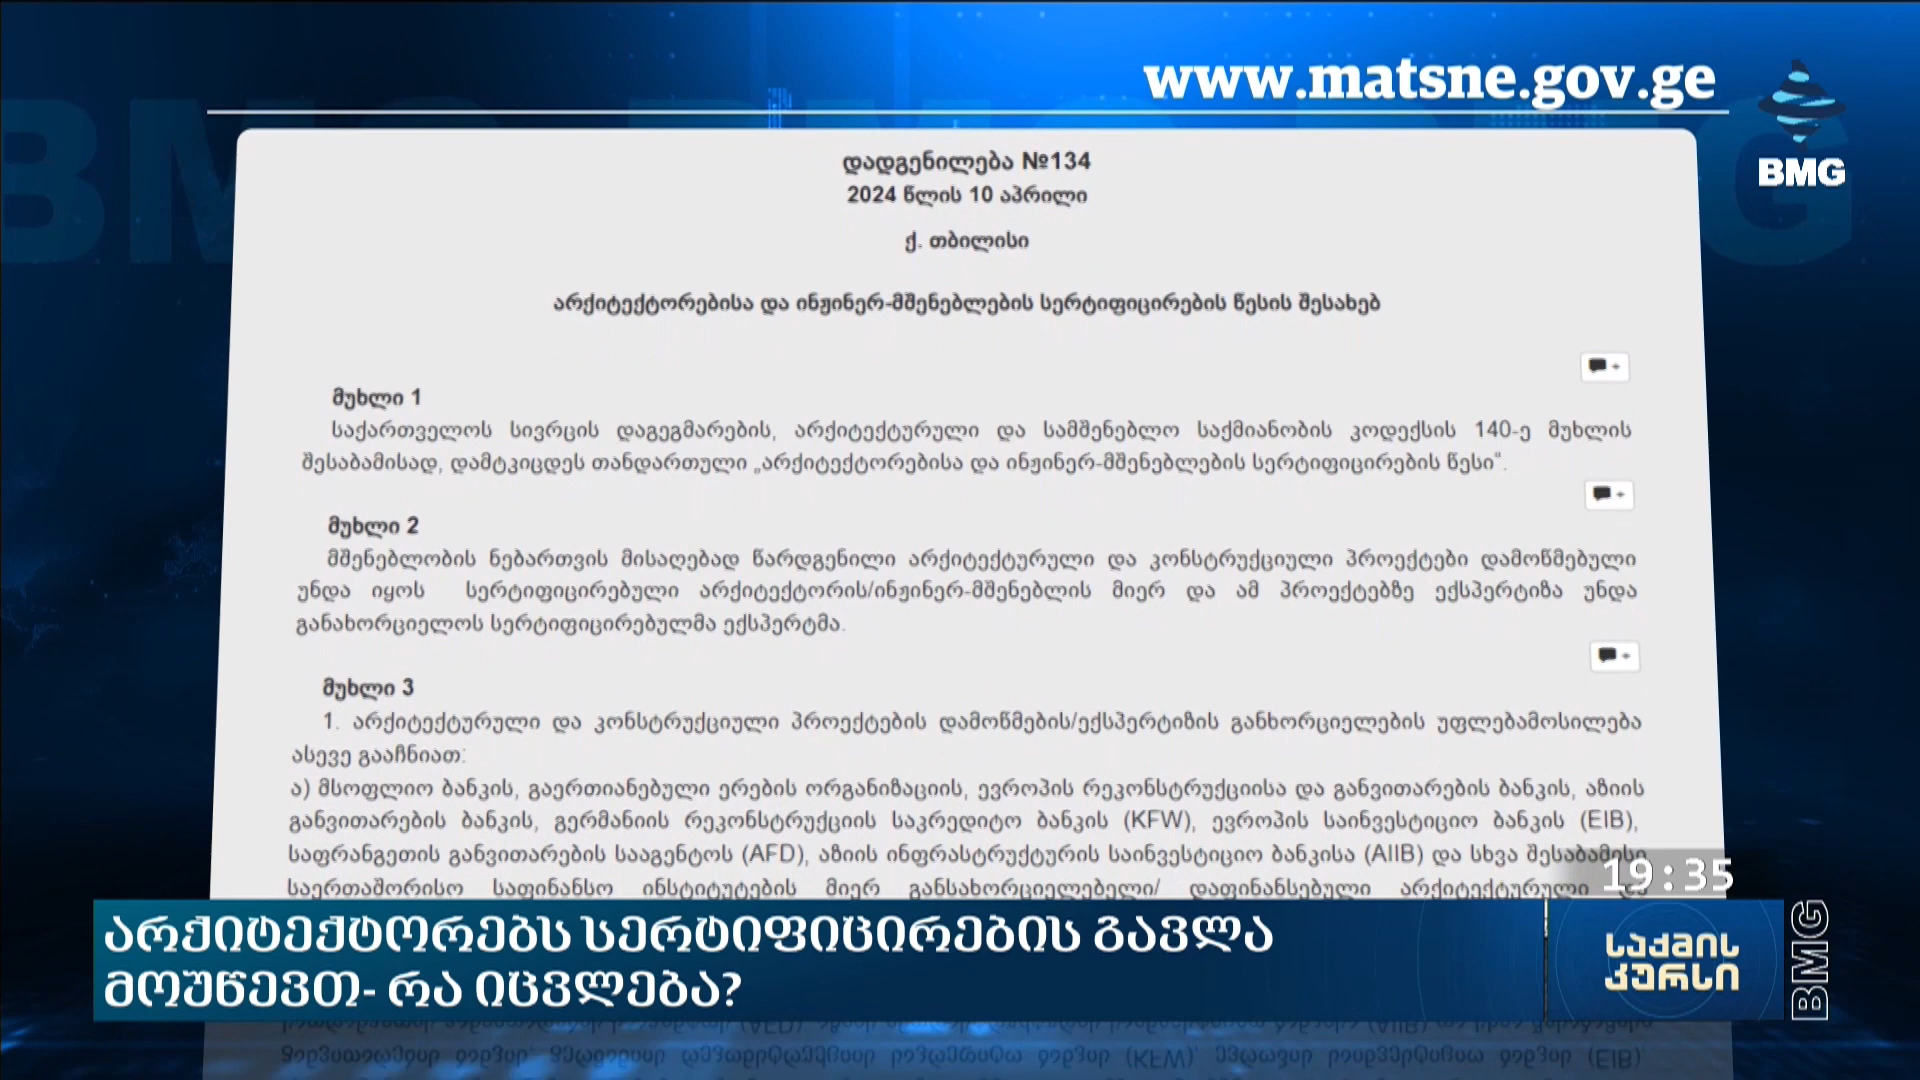 www.matsne.gov.ge
BMG
დადგენილება №134
2024 წლის 10 აპრილი
ქ. თბილისი
არქიტექტორებისა და ინჟინერ-მშენებლების სერტიფიცირების წესის შესახებ
მუხლი 1
საქართველოს სივრცის დაგეგმარების, არქიტექტურული და სამშენებლო საქმიანობის კოდექსის 140-ე მუხლის
შესაბამისად, დამტკიცდეს თანდართული „არქიტექტორებისა და ინჟინერ-მშენებლების სერტიფიცირების წესი“.
მუხლი 2
მშენებლობის ნებართვის მისაღებად წარდგენილი არქიტექტურული და კონსტრუქციული პროექტები დამოწმებული
უნდა იყოს სერტიფიცირებული არქიტექტორის/ინჟინერ-მშენებლის მიერ და ამ პროექტებზე ექსპერტიზა უნდა
განახორციელოს სერტიფიცირებულმა ექსპერტმა.
მუხლი 3
1. არქიტექტურული და კონსტრუქციული პროექტების დამოწმების/ექსპერტიზის განხორციელების უფლებამოსილება
ასევე გააჩნიათ:
ა) მსოფლიო ბანკის, გაერთიანებული ერების ორგანიზაციის, ევროპის რეკონსტრუქციისა და განვითარების ბანკის, აზიის
განვითარების ბანკის, გერმანიის რეკონსტრუქციის საკრედიტო ბანკის (KFW), ევროპის საინვესტიციო ბანკის (EIB),
საფრანგეთის განვითარების სააგენტოს (AFD), აზიის ინფრასტრუქტურის საინვესტიციო ბანკისა (AIIB) და სხვა შესაბამისი
საერთაშორისო საფინანსო ინსტიტუტების მიერ განსახორციელებელი/ დაფინანსებული არქიტექტურული
19:35
არქიტექტორებს სერტიფიცირების გავლა
მოუწევთ- რა იცვლება?
საქმის
კურსი
BMG